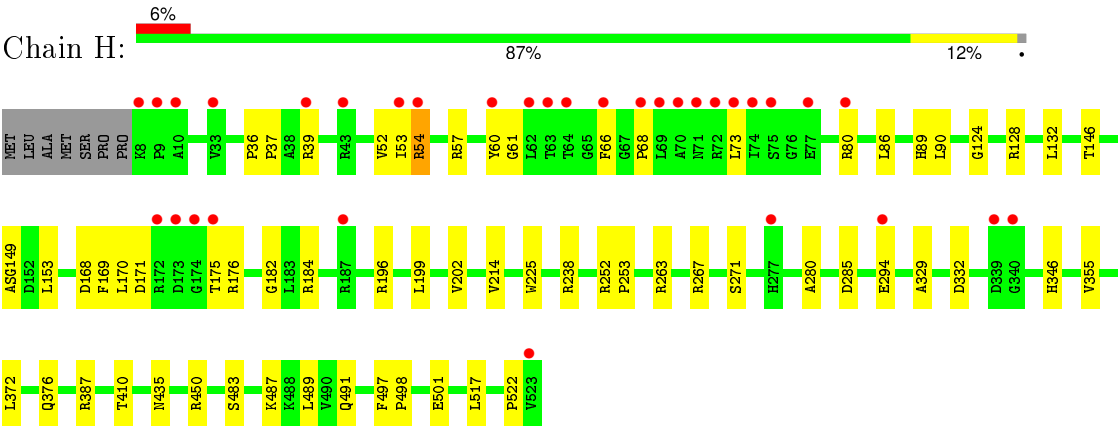 6%
Chain H:
87% 12% •
MET LEU ALA MET SER PRO PRO K8 P9 A10 V33 P36 P37 A38 R39 R43 V52 I53 R54 R57 Y60 G61 L62 T63 T64 G65 F66 G67 P68 L69 A70 N71 R72 L73 I74 S75 G76 E77 R80 L86 H89 L90 G124 R128 L132 T146
ASG149 D152 L153 D168 F169 L170 D171 R172 D173 G174 T175 R176 G182 L183 R184 R187 R196 L199 V202 V214 W225 R238 R252 P253 R263 R267 S271 H277 A280 D285 E294 A329 D332 D339 G340 H346 V355
L372 Q376 R387 T410 N435 R450 S483 K487 K488 L489 V490 Q491 F497 P498 E501 L517 P522 V523